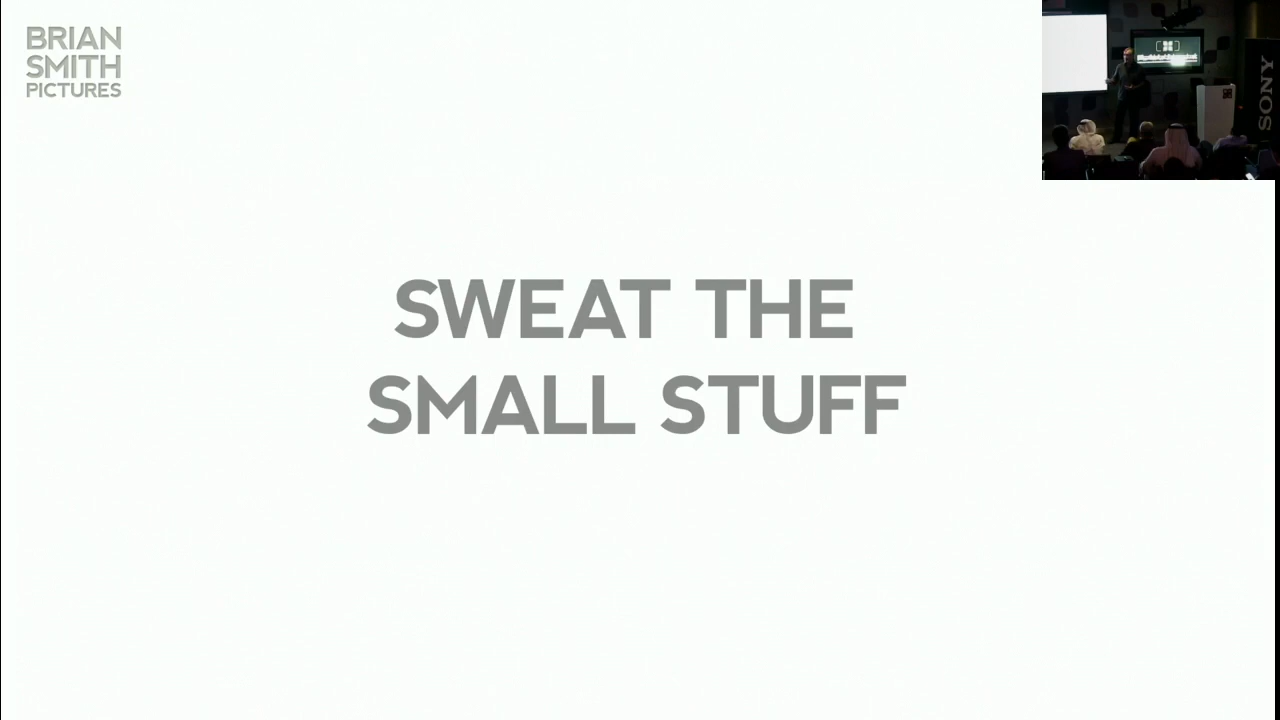 BRIAN
SMITH
PICTURES
SONY
SWEAT THE
SMALL STUFF